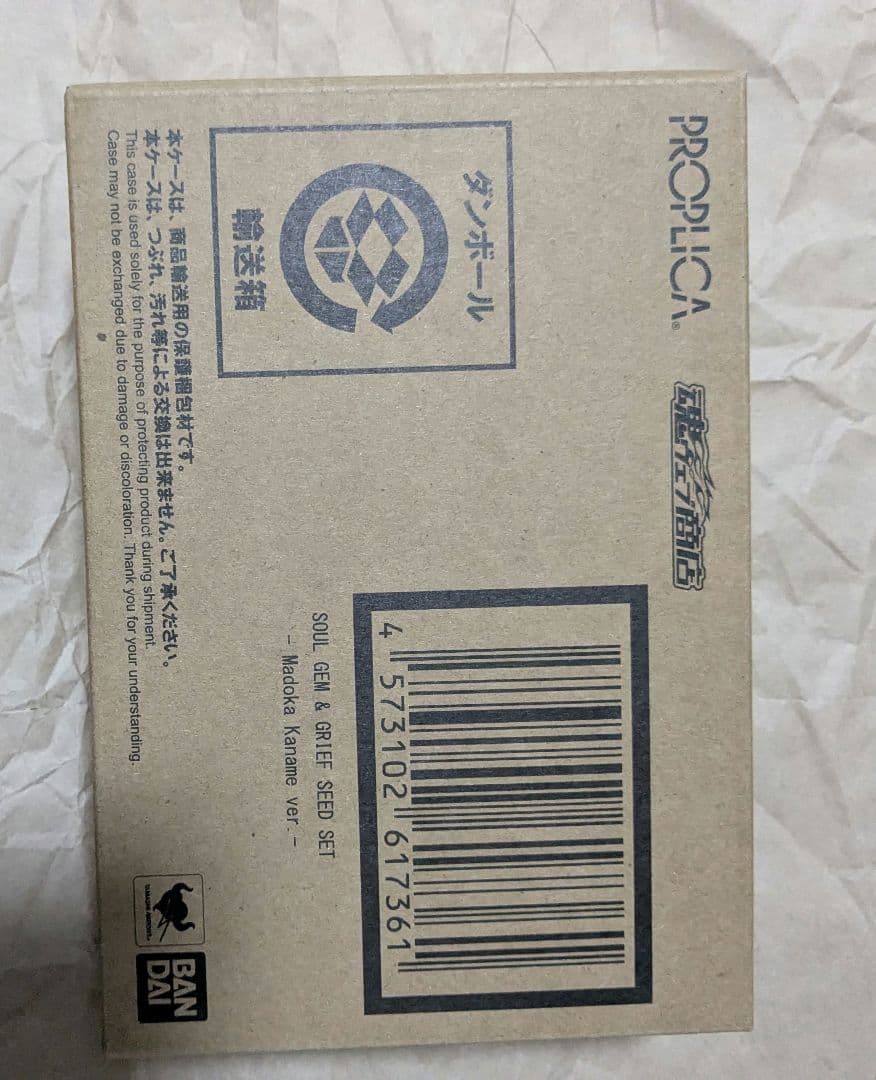 PROPLICA®
魂ウェブ商店
ダンボール
輸送箱
4 573102 617361
SOUL GEM & GRIEF SEED SET
- Madoka Kaname ver. -
本ケースは、商品輸送用の保護梱包材です。
本ケースは、つぶれ、汚れ等による交換は出来ません。ご了承ください。
This case is used solely for the purpose of protecting product during shipment.
Case may not be exchanged due to damage or discoloration. Thank you for your understanding.
TAMASHII NATIONS
BAN
DAI